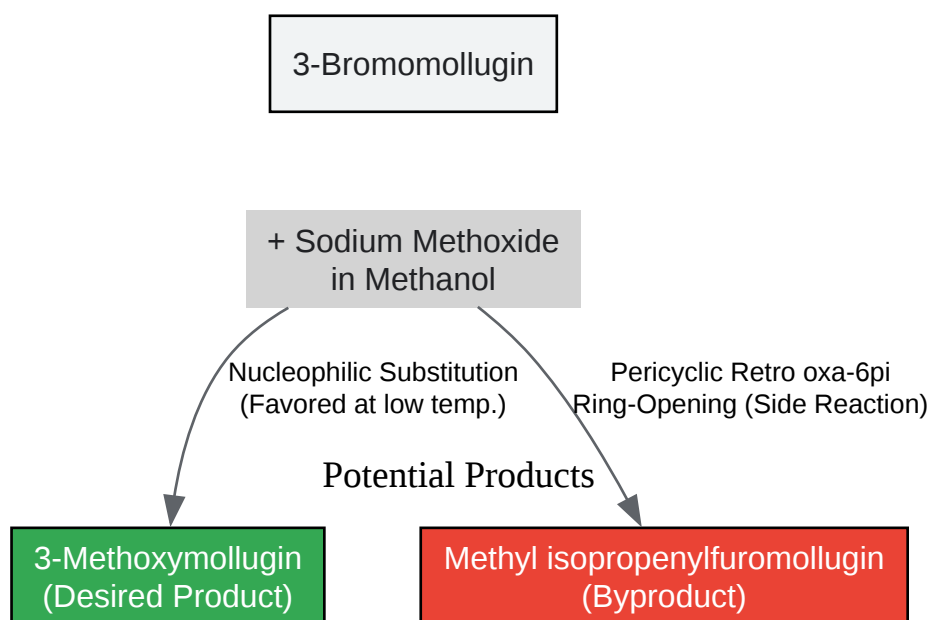 3-Bromomollugin
+ Sodium Methoxide
in Methanol
Nucleophilic Substitution
(Favored at low temp.)
Pericyclic Retro oxa-6pi
Ring-Opening (Side Reaction)
Potential Products
3-Methoxymollugin
(Desired Product)
Methyl isopropenylfuromollugin
(Byproduct)